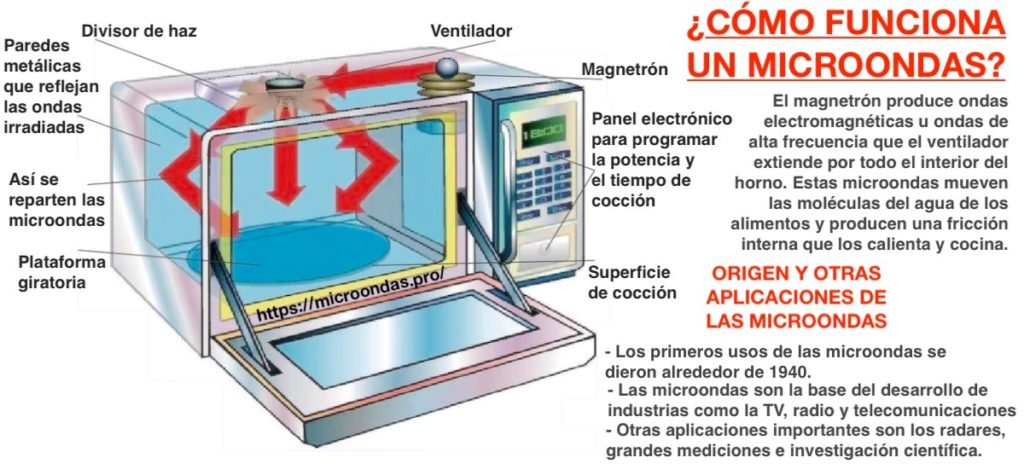 ¿CÓMO FUNCIONA
UN MICROONDAS?
El magnetrón produce ondas
electromagnéticas u ondas de
alta frecuencia que el ventilador
extiende por todo el interior del
horno. Estas microondas mueven
las moléculas del agua de los
alimentos y producen una fricción
interna que los calienta y cocina.
Divisor de haz
Ventilador
Paredes
metálicas
que reflejan
las ondas
irradiadas
Magnetrón
Panel electrónico
para programar
la potencia y
el tiempo de
cocción
18:00
Así se
reparten las
microondas
Plataforma
giratoria
Superficie
de cocción
https://microondas.pro/
ORIGEN Y OTRAS
APLICACIONES DE
LAS MICROONDAS
- Los primeros usos de las microondas se
dieron alrededor de 1940.
- Las microondas son la base del desarrollo de
industrias como la TV, radio y telecomunicaciones
- Otras aplicaciones importantes son los radares,
grandes mediciones e investigación científica.